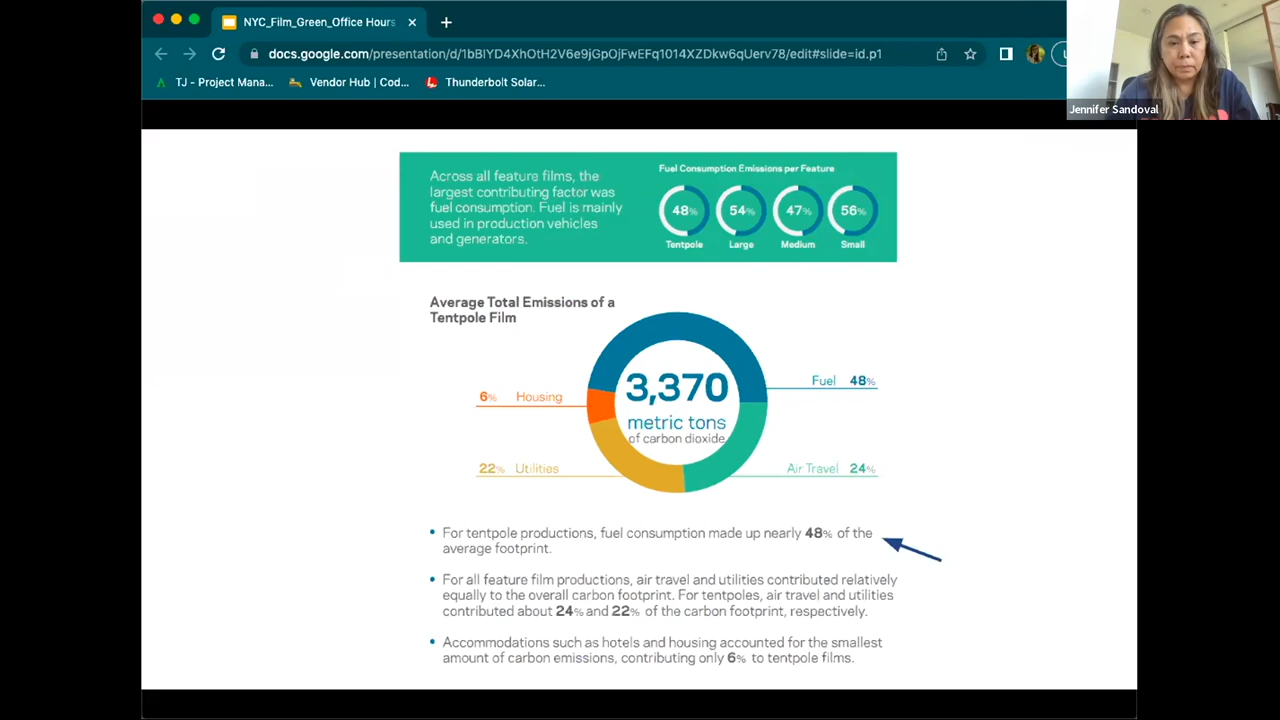 NYC_Film_Green_Office Hours
docs.google.com/presentation/d/1bBlYD4XhOtH2V6e9jGpOjFwEFq1014XZDkw6qUerv78/edit#slide=id.p1
TJ - Project Mana...
Vendor Hub | Cod...
Thunderbolt Solar...
Jennifer Sandoval
Across all feature films, the
largest contributing factor was
fuel consumption. Fuel is mainly
used in production vehicles
and generators.
Fuel Consumption Emissions per Feature
48% 54% 47% 56%
Tentpole Large Medium Small
Average Total Emissions of a
Tentpole Film
3,370
metric tons
of carbon dioxide
Fuel 48%
6% Housing
22% Utilities
Air Travel 24%
• For tentpole productions, fuel consumption made up nearly 48% of the
average footprint.
• For all feature film productions, air travel and utilities contributed relatively
equally to the overall carbon footprint. For tentpoles, air travel and utilities
contributed about 24% and 22% of the carbon footprint, respectively.
• Accommodations such as hotels and housing accounted for the smallest
amount of carbon emissions, contributing only 6% to tentpole films.